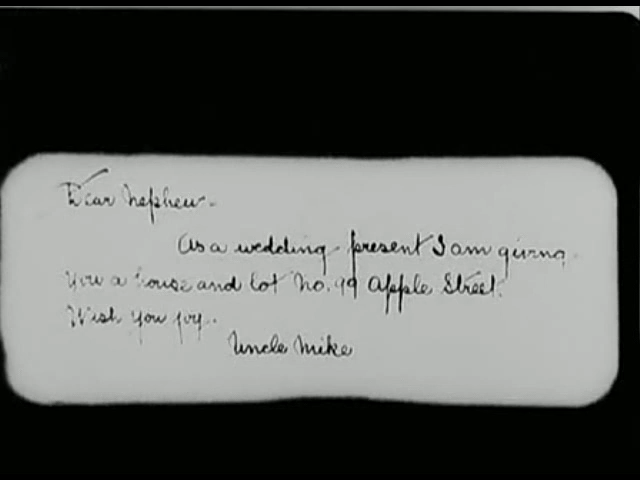 Dear Nephew-
As a wedding present I am giving
you a house and lot No. 99 Apple Street.
Wish you joy.
Uncle Mike